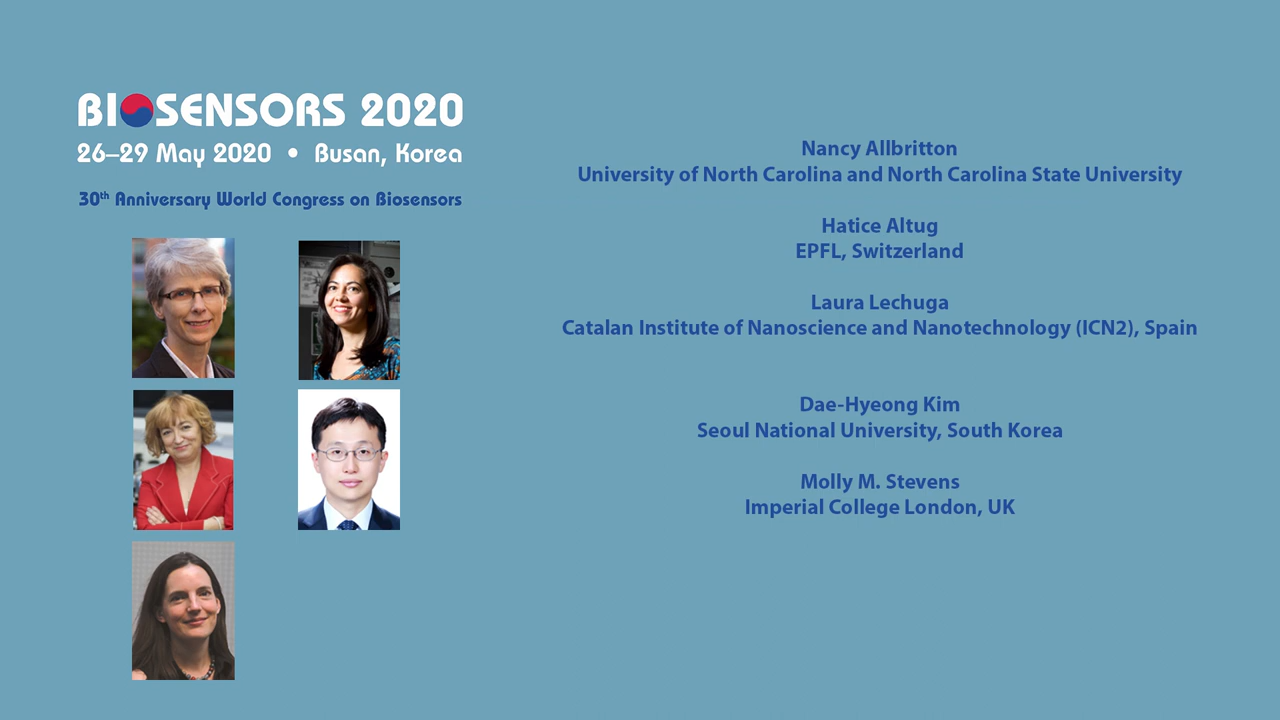 BIOSENSORS 2020
26–29 May 2020 • Busan, Korea
30th Anniversary World Congress on Biosensors
Nancy Allbritton
University of North Carolina and North Carolina State University
Hatice Altug
EPFL, Switzerland
Laura Lechuga
Catalan Institute of Nanoscience and Nanotechnology (ICN2), Spain
Dae-Hyeong Kim
Seoul National University, South Korea
Molly M. Stevens
Imperial College London, UK